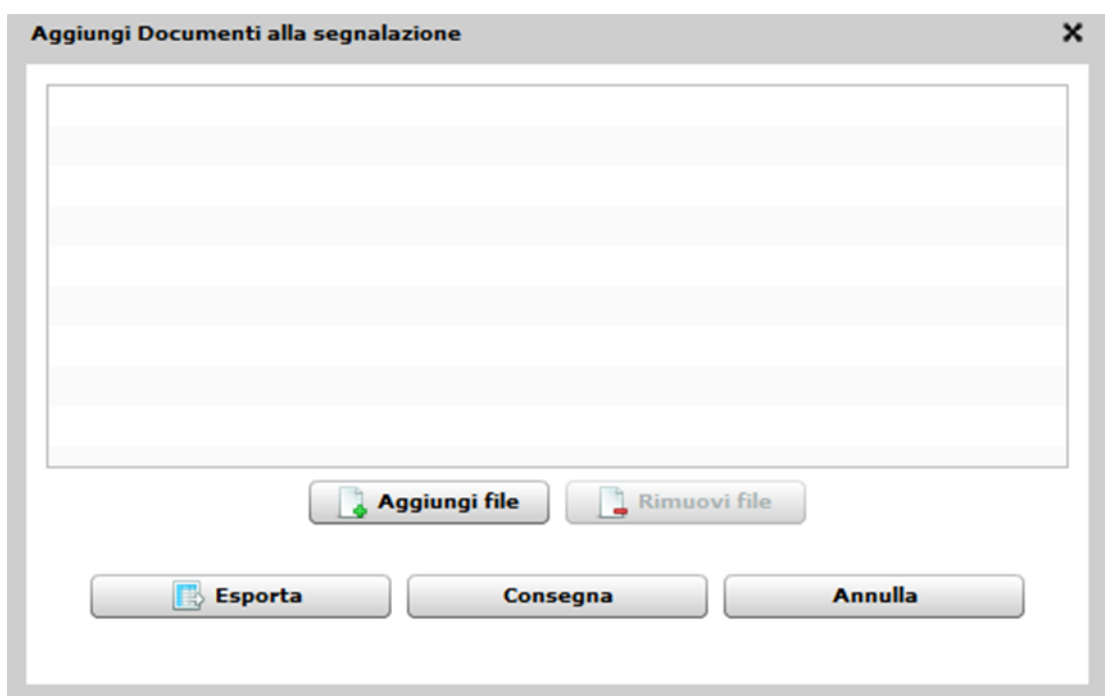 Aggiungi Documenti alla segnalazione
Aggiungi file
Rimuovi file
Esporta
Consegna
Annulla